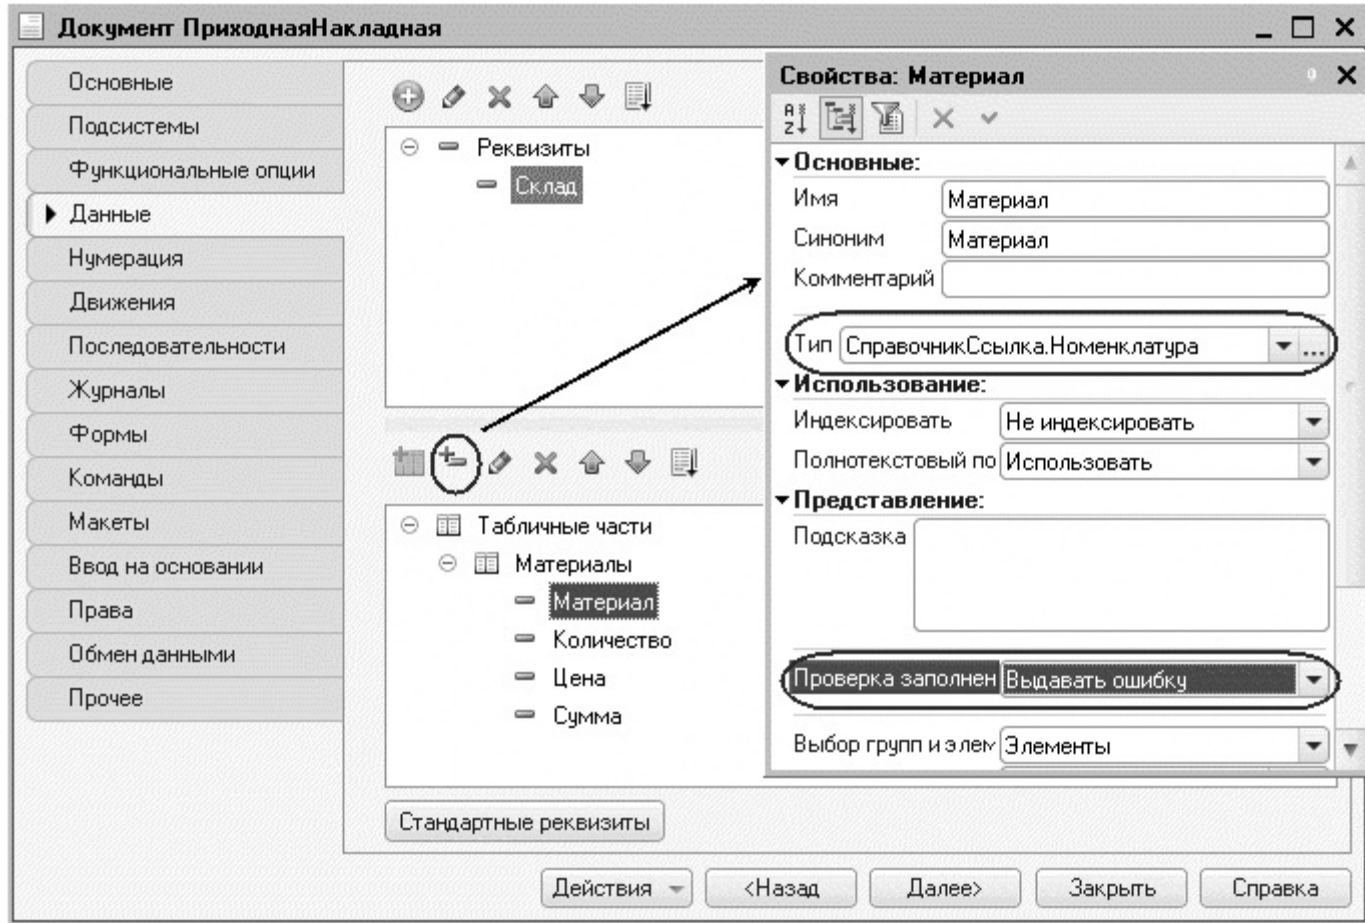 Документ ПриходнаяНакладная
Основные
Подсистемы
Функциональные опции
Данные
Нумерация
Движения
Последовательности
Журналы
Формы
Команды
Макеты
Ввод на основании
Права
Обмен данными
Прочее
Реквизиты
Склад
Табличные части
Материалы
Материал
Количество
Цена
Сумма
Стандартные реквизиты
Свойства: Материал
Основные:
Имя Материал
Синоним Материал
Комментарий
Тип СправочникСсылка.Номенклатура ...
Использование:
Индексировать Не индексировать
Полнотекстовый по Использовать
Представление:
Подсказка
Проверка заполнен Выдавать ошибку
Выбор групп и элем Элементы
Действия <Назад Далее> Закрыть Справка